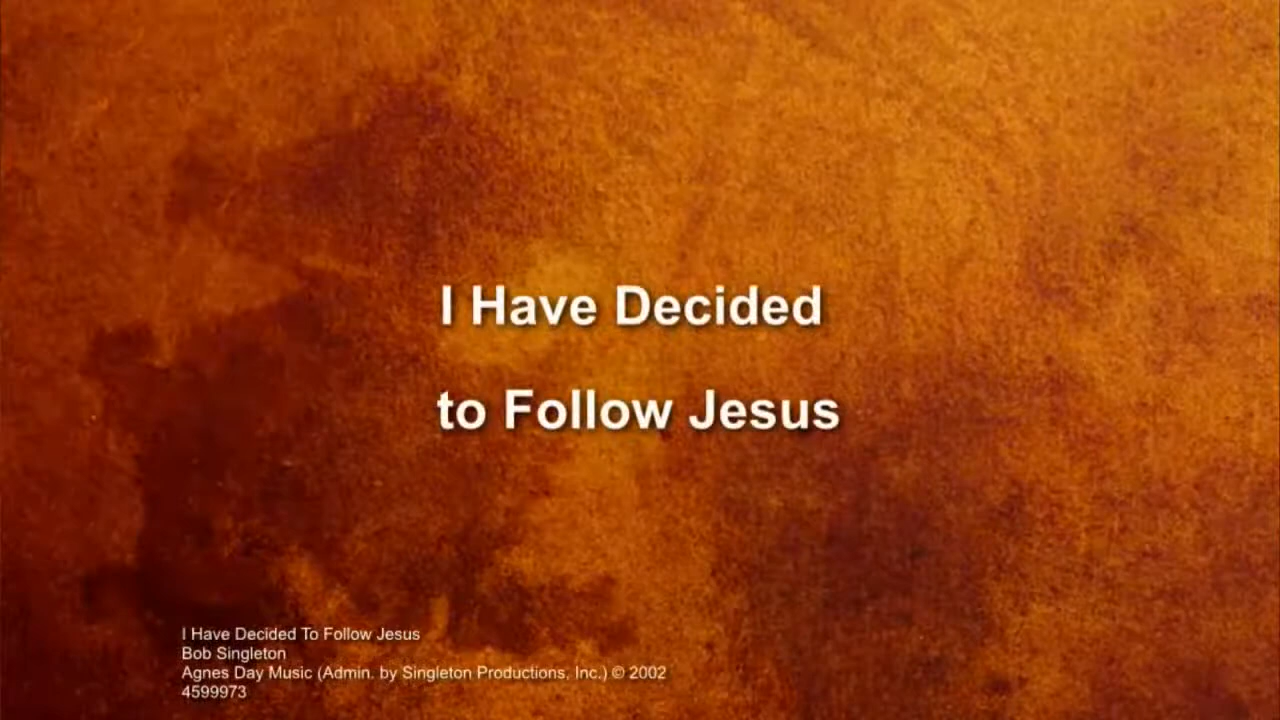 I Have Decided
to Follow Jesus
I Have Decided To Follow Jesus
Bob Singleton
Agnes Day Music (Admin. by Singleton Productions, Inc.) © 2002
4599973